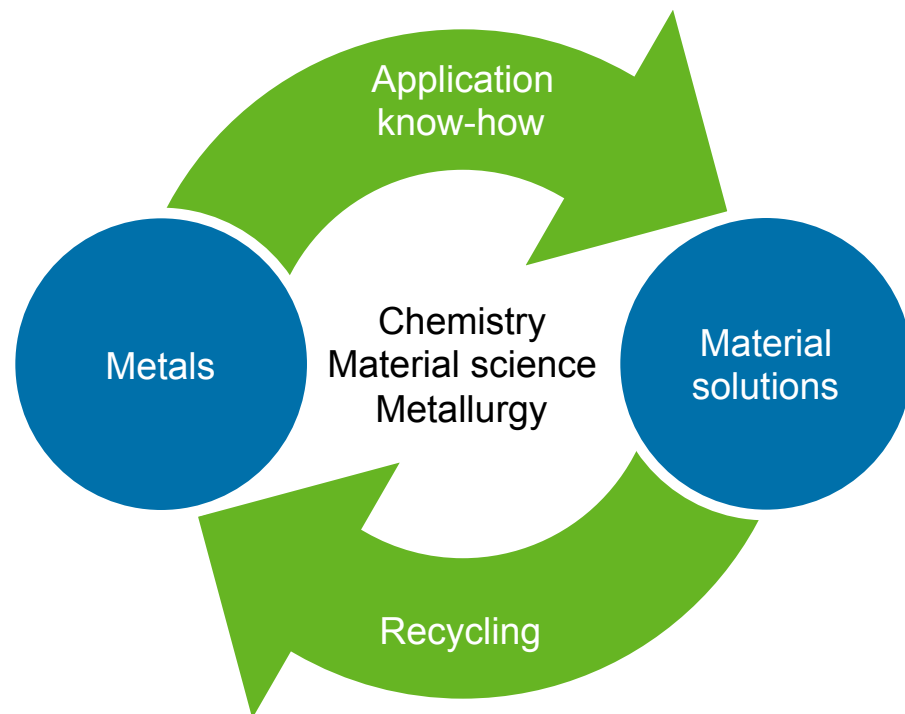 Application
know-how
Metals
Chemistry
Material science
Metallurgy
Material
solutions
Recycling